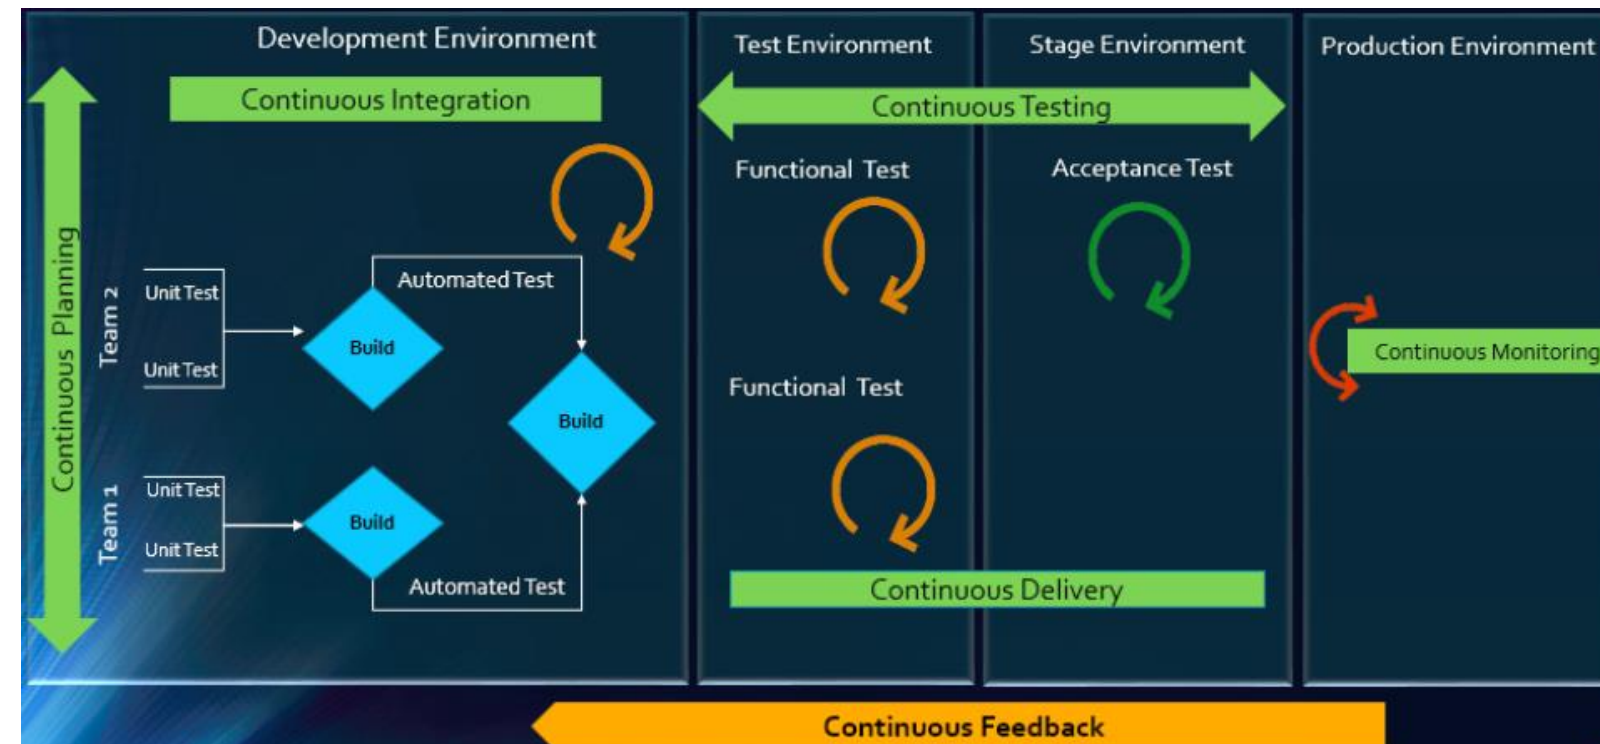 Development Environment
Continuous Integration
Continuous Planning
Team 2
Unit Test
Unit Test
Build
Automated Test
Build
Team 1
Unit Test
Unit Test
Build
Automated Test
Test Environment
Stage Environment
Continuous Testing
Functional Test
Acceptance Test
Functional Test
Continuous Delivery
Production Environment
Continuous Monitoring
Continuous Feedback